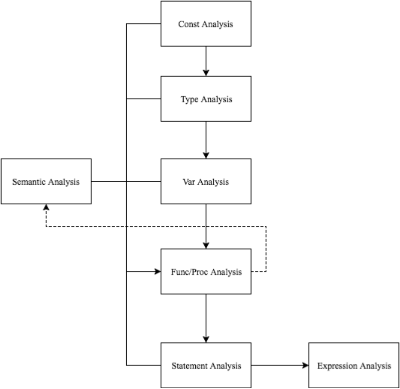 Const Analysis
Type Analysis
Semantic Analysis
Var Analysis
Func/Proc Analysis
Statement Analysis
Expression Analysis